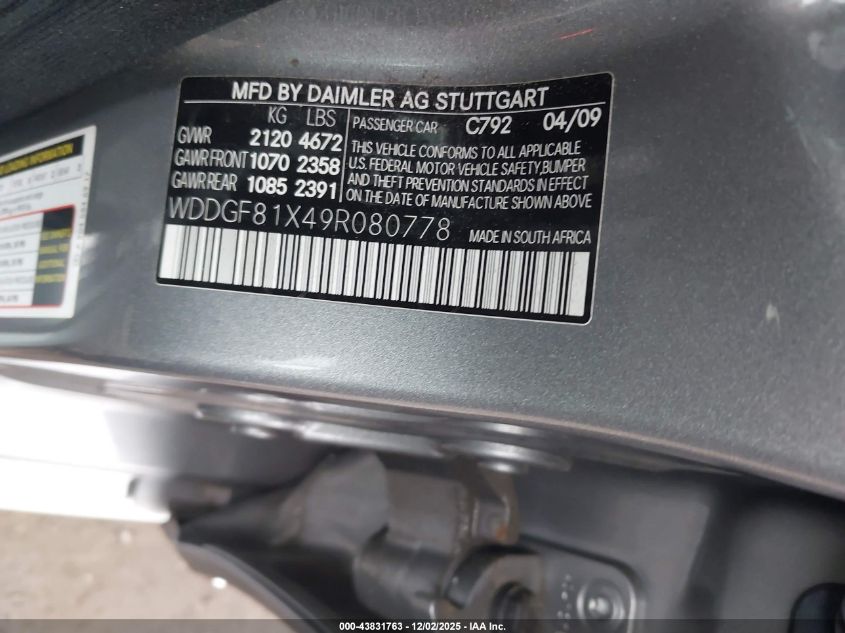 MFD BY DAIMLER AG STUTTGART
KG LBS
GVWR 2120 4672
GAWR FRONT 1070 2358
GAWR REAR 1085 2391
PASSENGER CAR C792 04/09
THIS VEHICLE CONFORMS TO ALL APPLICABLE
U.S. FEDERAL MOTOR VEHICLE SAFETY,BUMPER
AND THEFT PREVENTION STANDARDS IN EFFECT
ON THE DATE OF MANUFACTURE SHOWN ABOVE
WDDGF81X49R080778 MADE IN SOUTH AFRICA
LOADING INFORMATION
000-43831763 - 12/02/2025 - IAA Inc.